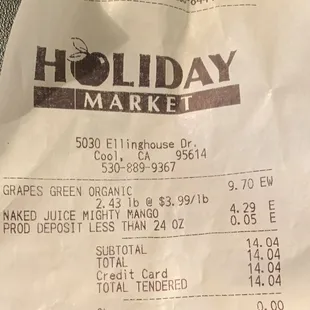 HOLIDAY
MARKET
5030 Ellinghouse Dr.
Cool, CA 95614
530-889-9367
GRAPES GREEN ORGANIC 9.70 EW
2.43 lb @ $3.99/lb
NAKED JUICE MIGHTY MANGO 4.29 E
PROD DEPOSIT LESS THAN 24 OZ 0.05 E
SUBTOTAL 14.04
TOTAL 14.04
Credit Card 14.04
TOTAL TENDERED 14.04
0.00